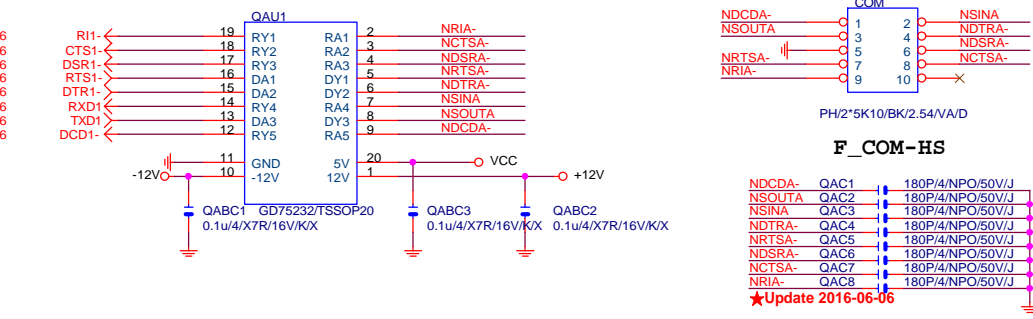 QAU1
6 RI1- 19 RY1 RA1 2 NRIA-
6 CTS1- 18 RY2 RA2 3 NCTSA-
6 DSR1- 17 RY3 RA3 4 NDSRA-
6 RTS1- 16 DA1 DY1 5 NRTSA-
6 DTR1- 15 DA2 DY2 6 NDTRA-
6 RXD1 14 RY4 RA4 7 NSINA
6 TXD1 13 DA3 DY3 8 NSOUTA
6 DCD1- 12 RY5 RA5 9 NDCDA-
11 GND 5V 20 VCC
-12V 10 -12V 12V 1 +12V
QABC1 GD75232/TSSOP20 QABC3 QABC2
0.1u/4/X7R/16V/K/X 0.1u/4/X7R/16V/K/X 0.1u/4/X7R/16V/K/X
COM
NDCDA- 1 2 NSINA
NSOUTA 3 4 NDTRA-
5 6 NDSRA-
NRTSA- 7 8 NCTSA-
NRIA- 9 10
PH/2*5K10/BK/2.54/VA/D
F_COM-HS
NDCDA- QAC1 180P/4/NPO/50V/J
NSOUTA QAC2 180P/4/NPO/50V/J
NSINA QAC3 180P/4/NPO/50V/J
NDTRA- QAC4 180P/4/NPO/50V/J
NRTSA- QAC5 180P/4/NPO/50V/J
NDSRA- QAC6 180P/4/NPO/50V/J
NCTSA- QAC7 180P/4/NPO/50V/J
NRIA- QAC8 180P/4/NPO/50V/J
★Update 2016-06-06